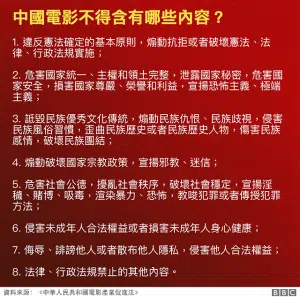 中國電影不得含有哪些內容？
1. 違反憲法確定的基本原則，煽動抗拒或者破壞憲法、法
律、行政法規實施；
2. 危害國家統一、主權和領土完整，泄露國家秘密，危害國
家安全，損害國家尊嚴、榮譽和利益，宣揚恐怖主義、極端
主義；
3. 詆毀民族優秀文化傳統，煽動民族仇恨、民族歧視，侵害
民族風俗習慣，歪曲民族歷史或者民族歷史人物，傷害民族
感情，破壞民族團結；
4. 煽動破壞國家宗教政策，宣揚邪教、迷信；
5. 危害社會公德，擾亂社會秩序，破壞社會穩定，宣揚淫
穢、賭博、吸毒，渲染暴力、恐怖，教唆犯罪或者傳授犯罪
方法；
6. 侵害未成年人合法權益或者損害未成年人身心健康；
7. 侮辱、誹謗他人或者散布他人隱私，侵害他人合法權益；
8. 法律、行政法規禁止的其他內容。
資料來源：《中華人民共和國電影產業促進法》
BBC